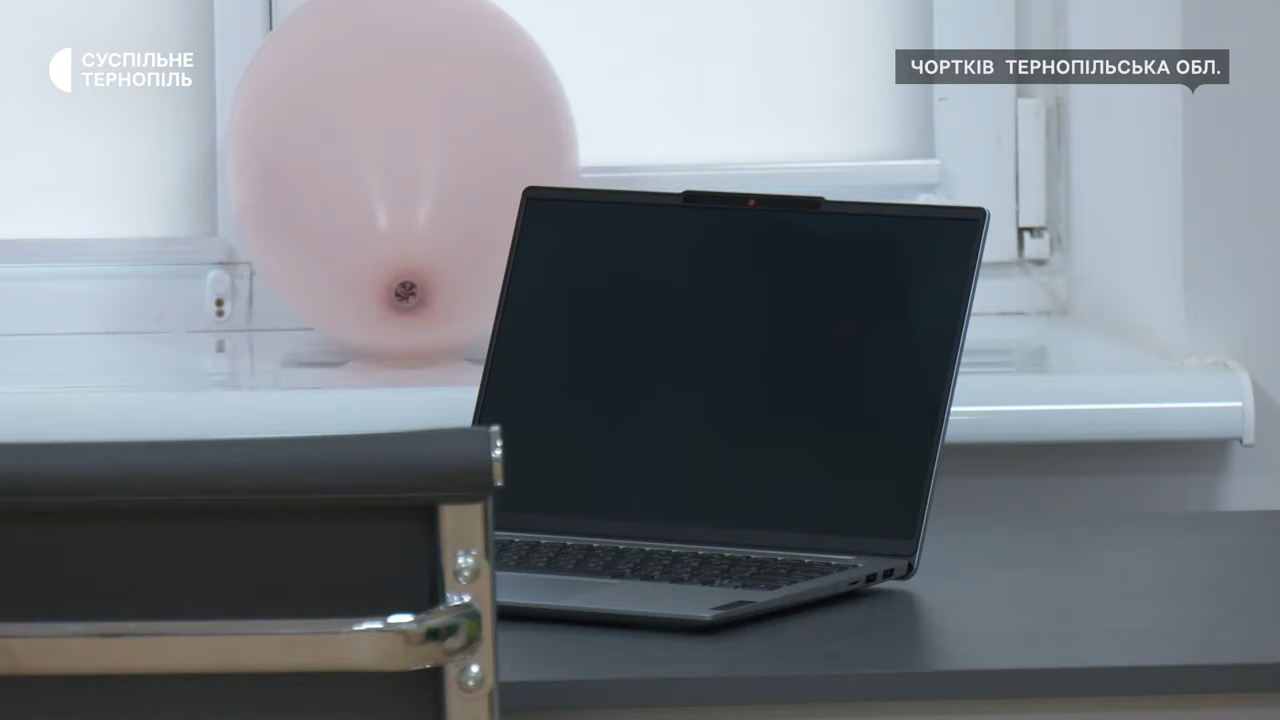 СУСПІЛЬНЕ
ТЕРНОПІЛЬ
ЧОРТКІВ ТЕРНОПІЛЬСЬКА ОБЛ.